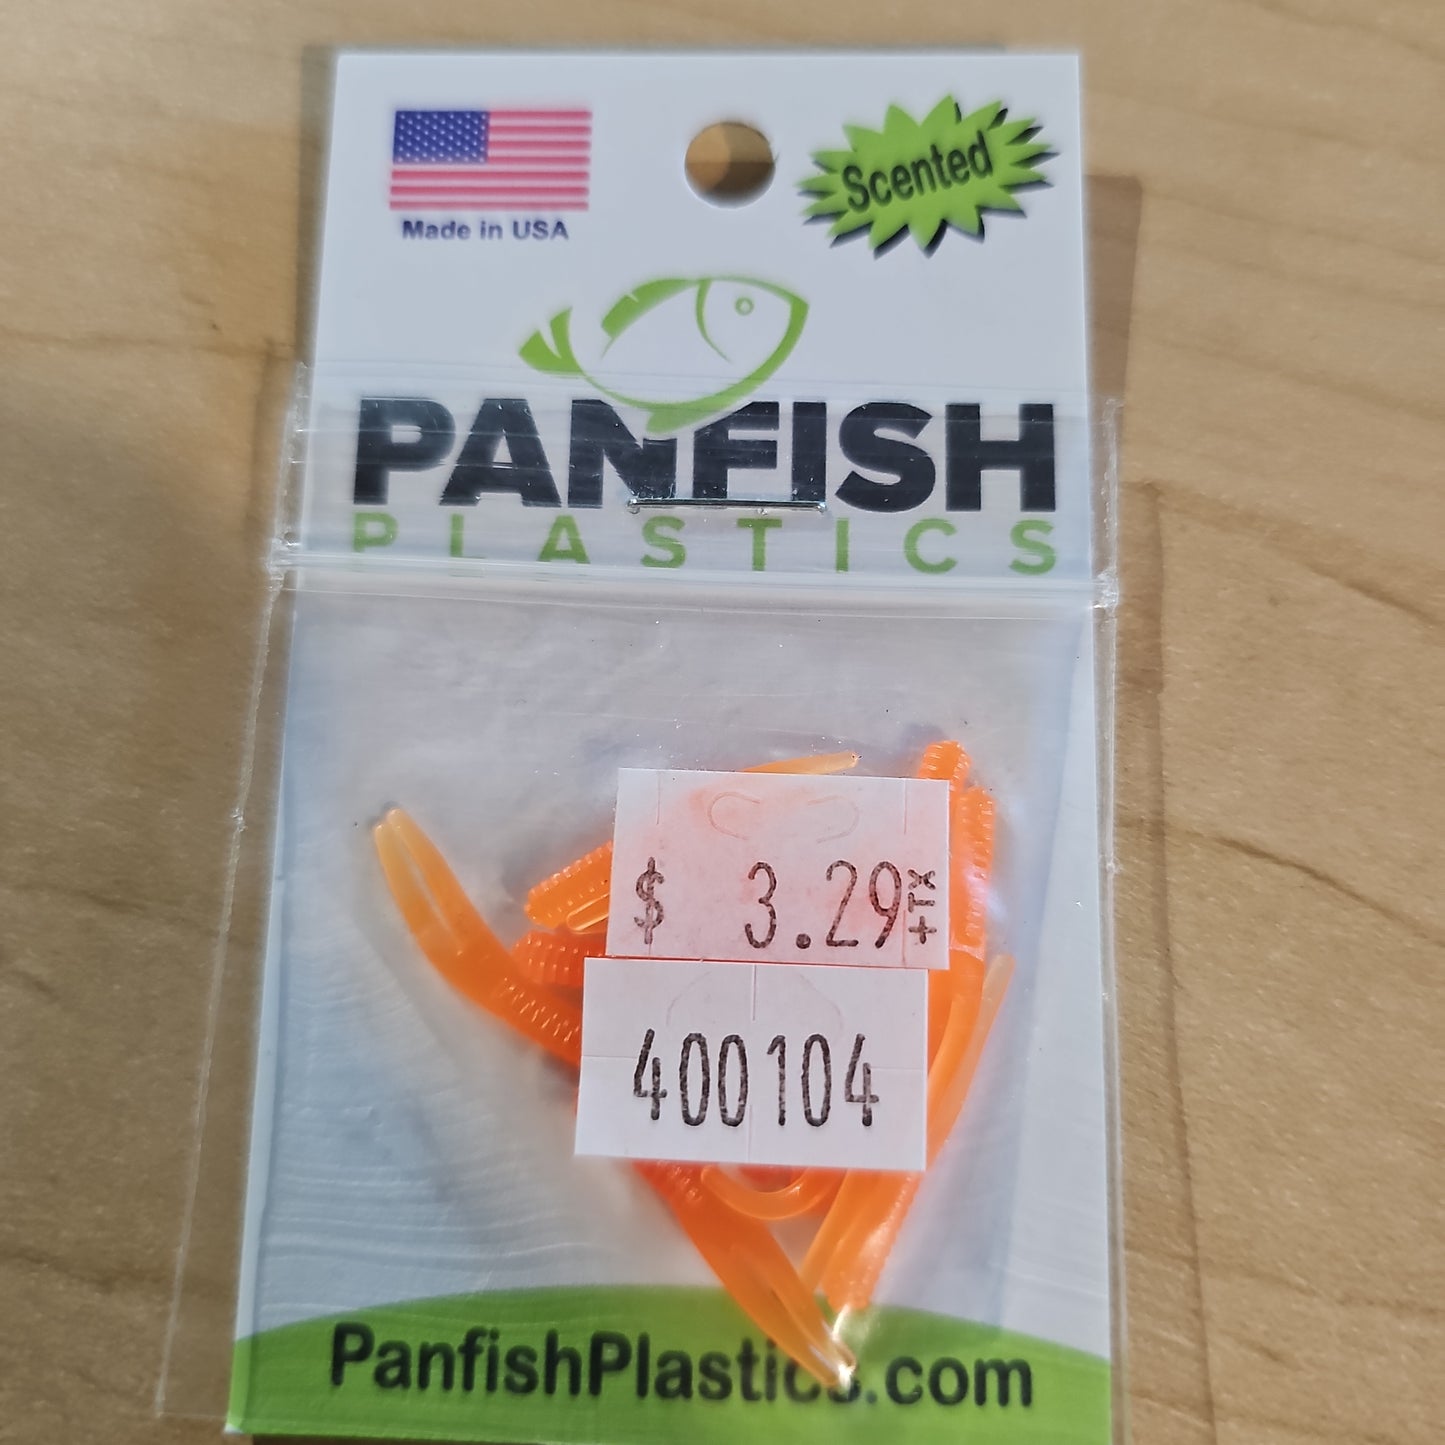 Made in USA
Scented
PANFISH
PLASTICS
$ 3.29 +TX
400104
PanfishPlastics.com